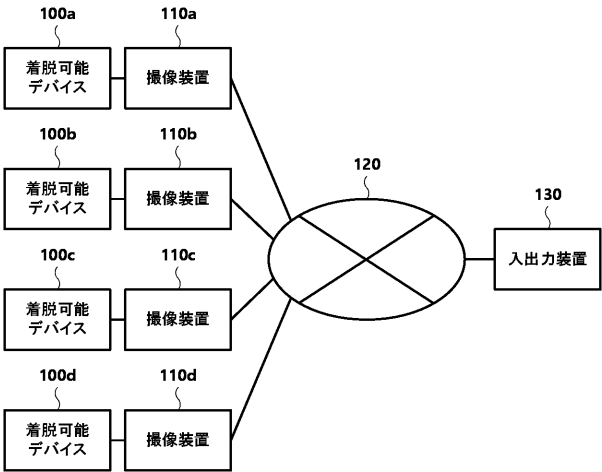 100a
110a
着脱可能
デバイス
撮像装置
100b
110b
着脱可能
デバイス
撮像装置
120
130
入出力装置
100c
110c
着脱可能
デバイス
撮像装置
100d
110d
着脱可能
デバイス
撮像装置